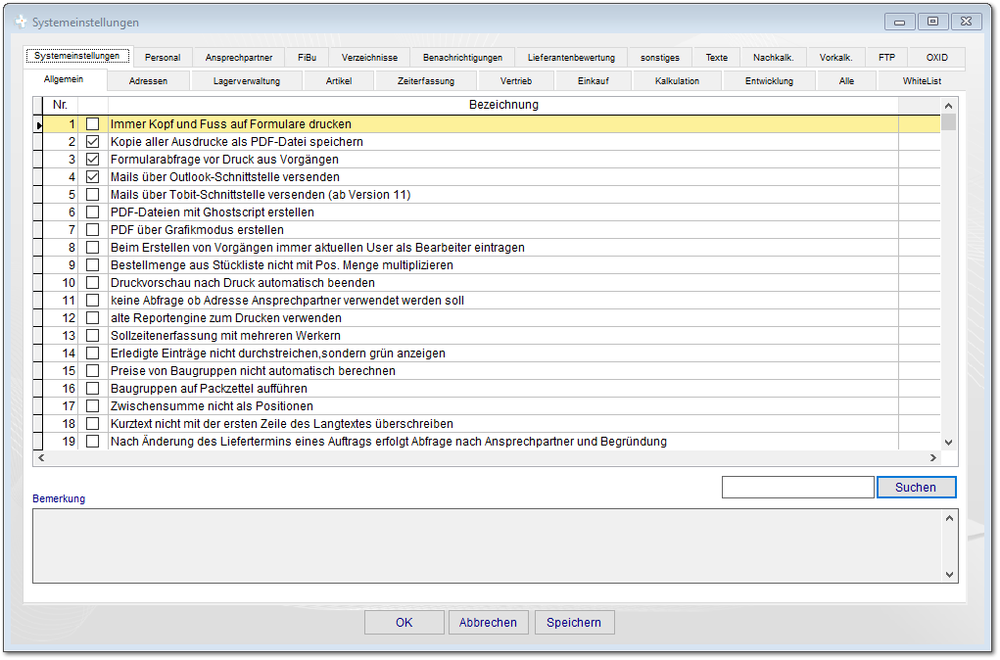 Systemeinstellungen
Systemeinstellungen Personal Ansprechpartner FiBu Verzeichnisse Benachrichtigungen Lieferantenbewertung sonstiges Texte Nachkalk. Vorkalk. FTP OXID
Allgemein Adressen Lagerverwaltung Artikel Zeiterfassung Vertrieb Einkauf Kalkulation Entwicklung Alle WhiteList
Nr. Bezeichnung
1 Immer Kopf und Fuss auf Formulare drucken
2 Kopie aller Ausdrucke als PDF-Datei speichern
3 Formularabfrage vor Druck aus Vorgängen
4 Mails über Outlook-Schnittstelle versenden
5 Mails über Tobit-Schnittstelle versenden (ab Version 11)
6 PDF-Dateien mit Ghostscript erstellen
7 PDF über Grafikmodus erstellen
8 Beim Erstellen von Vorgängen immer aktuellen User als Bearbeiter eintragen
9 Bestellmenge aus Stückliste nicht mit Pos. Menge multiplizieren
10 Druckvorschau nach Druck automatisch beenden
11 keine Abfrage ob Adresse Ansprechpartner verwendet werden soll
12 alte Reportengine zum Drucken verwenden
13 Sollzeitenerfassung mit mehreren Werkern
14 Erledigte Einträge nicht durchstreichen,sondern grün anzeigen
15 Preise von Baugruppen nicht automatisch berechnen
16 Baugruppen auf Packzettel aufführen
17 Zwischensumme nicht als Positionen
18 Kurztext nicht mit der ersten Zeile des Langtextes überschreiben
19 Nach Änderung des Liefertermins eines Auftrags erfolgt Abfrage nach Ansprechpartner und Begründung
Suchen
Bemerkung
OK Abbrechen Speichern